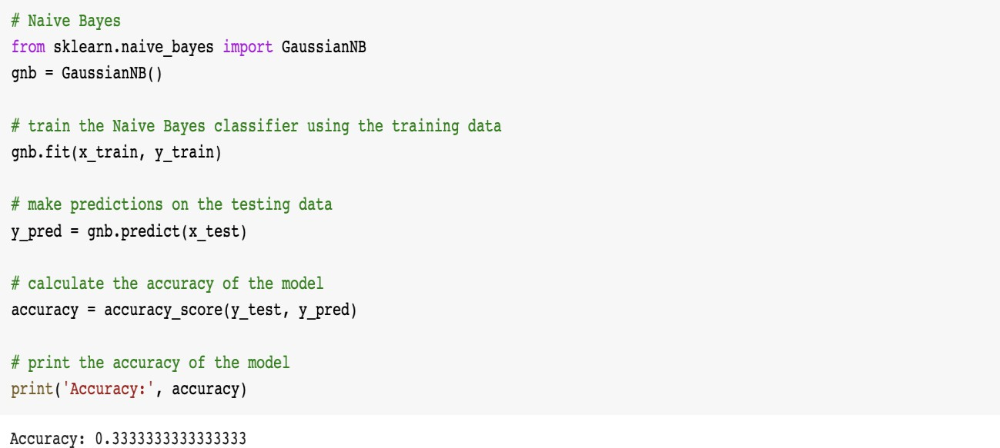 # Naive Bayes
from sklearn.naive_bayes import GaussianNB
gnb = GaussianNB()
# train the Naive Bayes classifier using the training data
gnb.fit(x_train, y_train)
# make predictions on the testing data
y_pred = gnb.predict(x_test)
# calculate the accuracy of the model
accuracy = accuracy_score(y_test, y_pred)
# print the accuracy of the model
print('Accuracy:', accuracy)
Accuracy: 0.3333333333333333